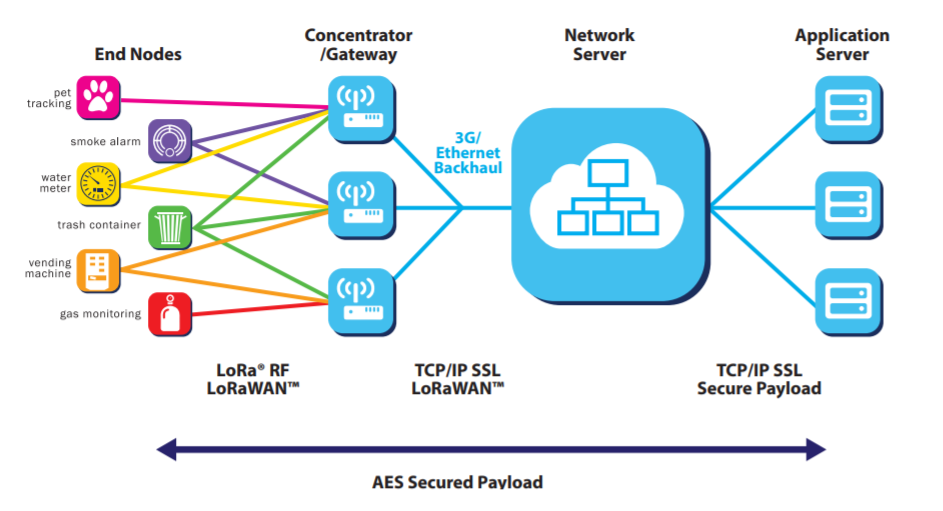 End Nodes
Concentrator
/Gateway
Network
Server
Application
Server
pet
tracking
smoke alarm
water
meter
trash container
vending
machine
gas monitoring
3G/
Ethernet
Backhaul
LoRa® RF
LoRaWAN™
TCP/IP SSL
LoRaWAN™
TCP/IP SSL
Secure Payload
AES Secured Payload